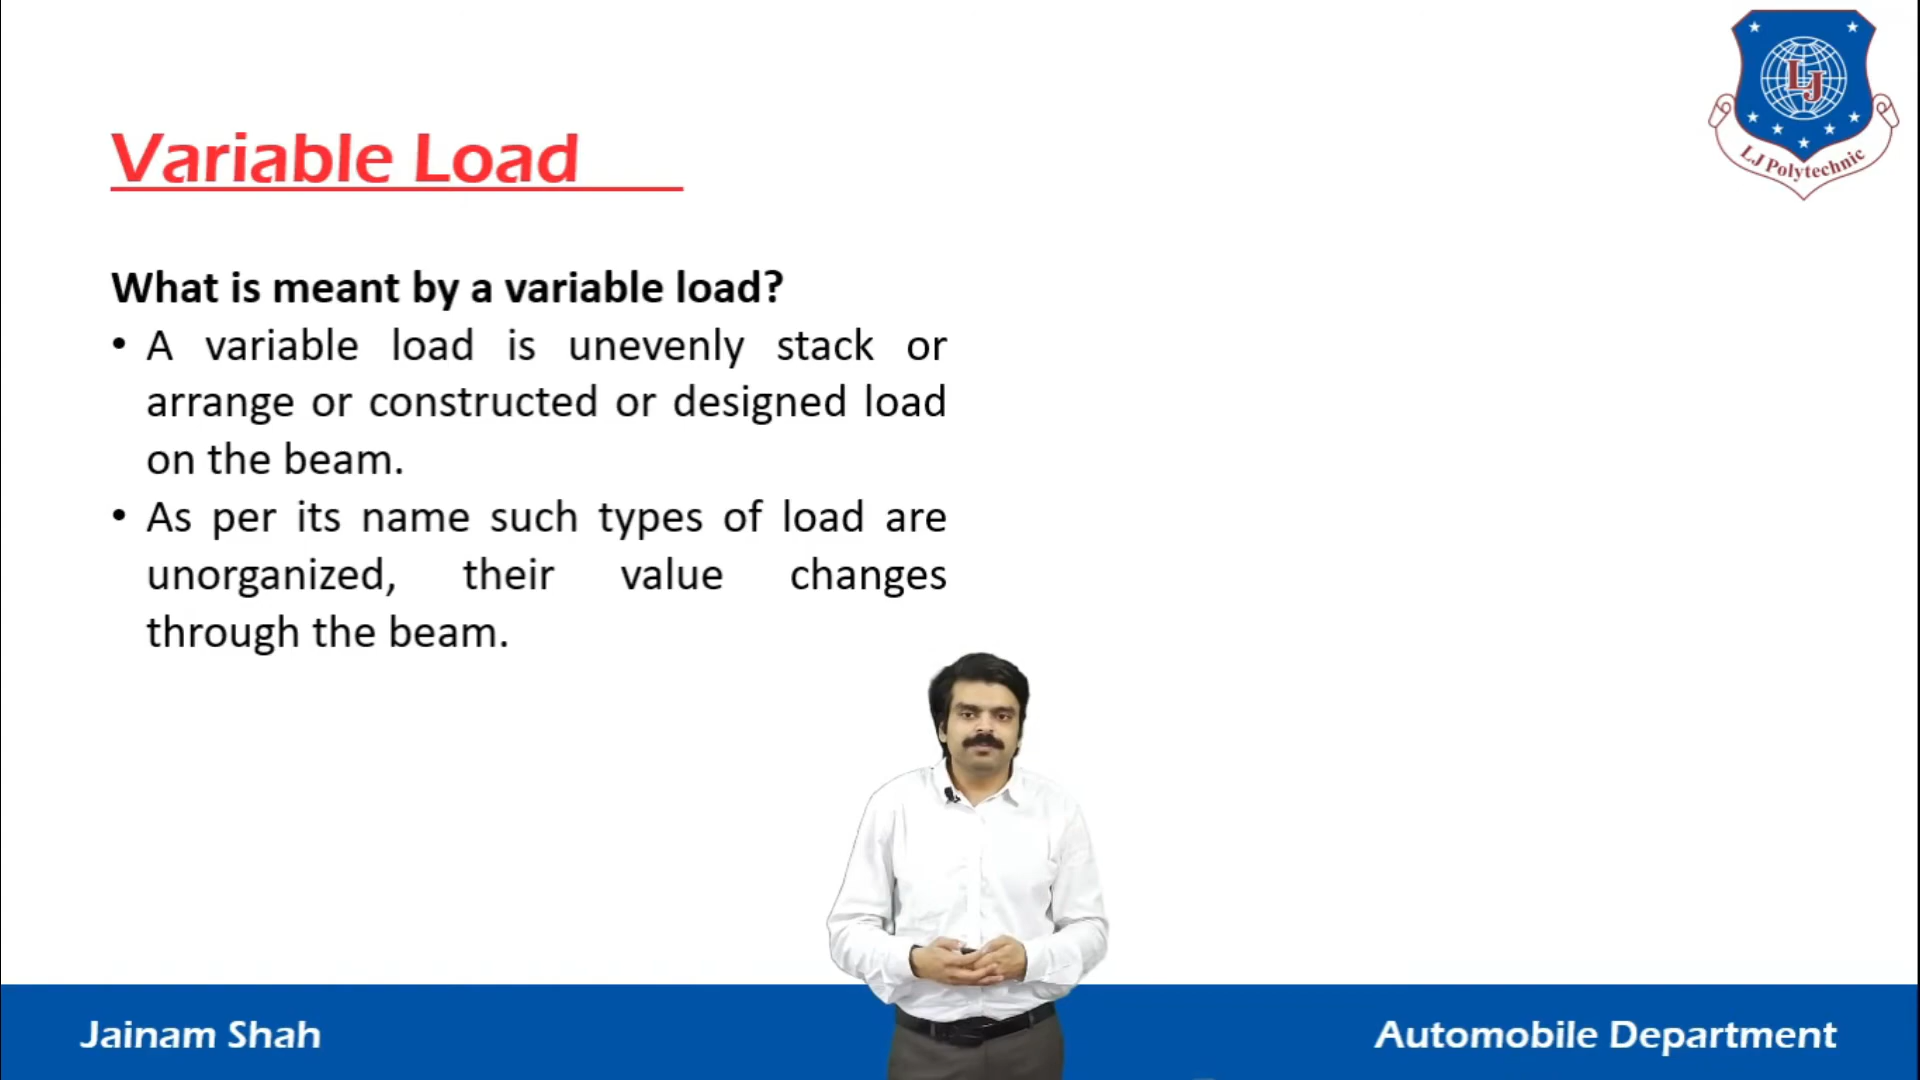 LJ
LJ Polytechnic
Variable Load
What is meant by a variable load?
• A variable load is unevenly stack or
arrange or constructed or designed load
on the beam.
• As per its name such types of load are
unorganized, their value changes
through the beam.
Jainam Shah
Automobile Department